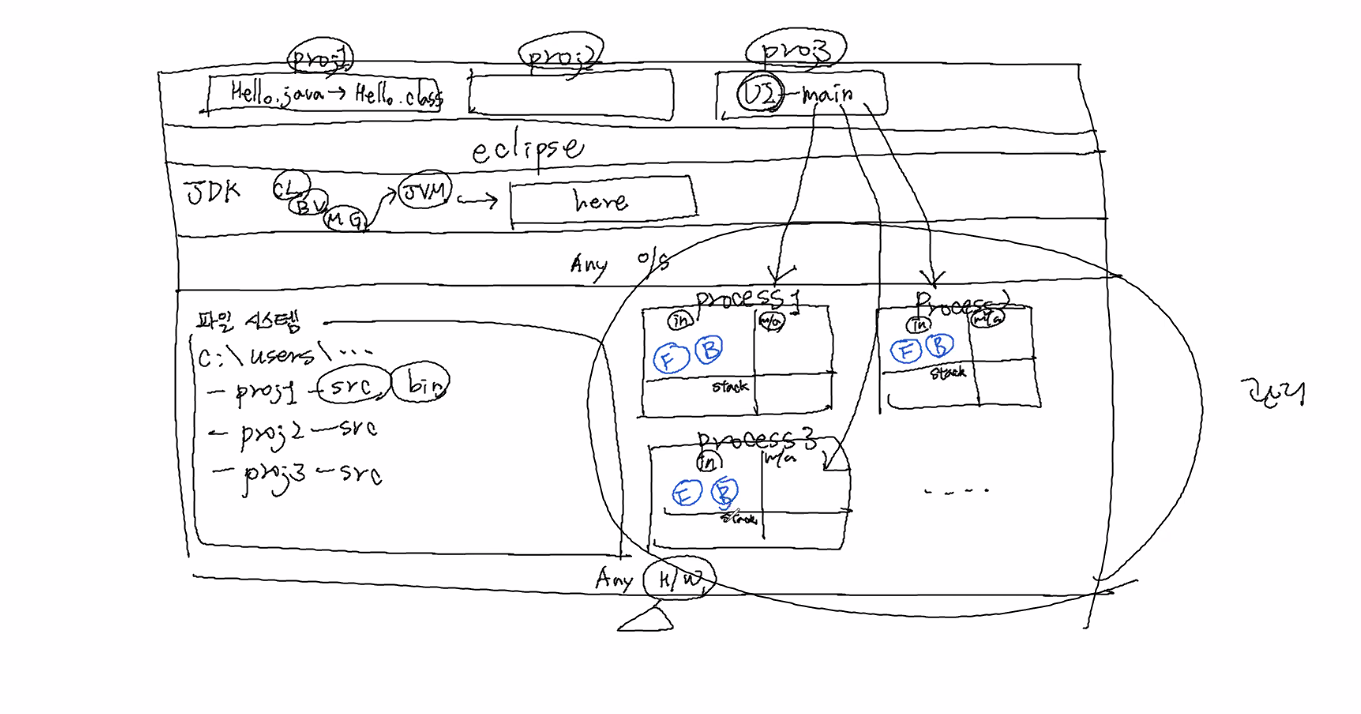 proj1 proj2 proj3
Hello.java → Hello.class
UI - main
eclipse
JDK CL BV MG JVM → here
Any O/S
파일 시스템
C:\users\...
- proj1 - src bin
- proj2 - src
- proj3 - src
process1
in m/a
F B
stack
process2
in m/a
F B
stack
process3
in m/a
F B
stack
....
관리
Any H/W